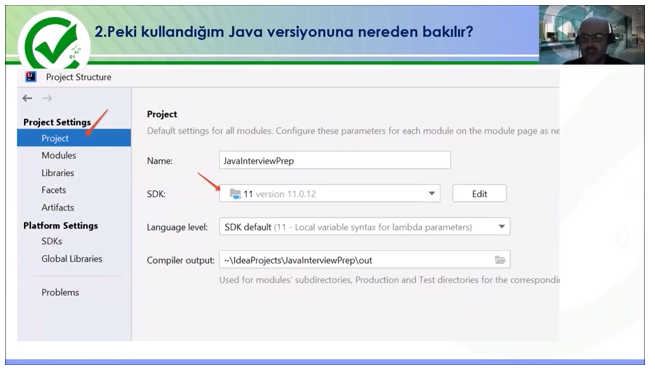 2.Peki kullandığım Java versiyonuna nereden bakılır?
Project Structure
Project Settings
Project
Modules
Libraries
Facets
Artifacts
Platform Settings
SDKs
Global Libraries
Problems
Project
Default settings for all modules. Configure these parameters for each module on the module page as ne
Name:
JavaInterviewPrep
SDK:
11 version 11.0.12
Edit
Language level:
SDK default (11 - Local variable syntax for lambda parameters)
Compiler output:
~\IdeaProjects\JavaInterviewPrep\out
Used for modules' subdirectories, Production and Test directories for the correspondin